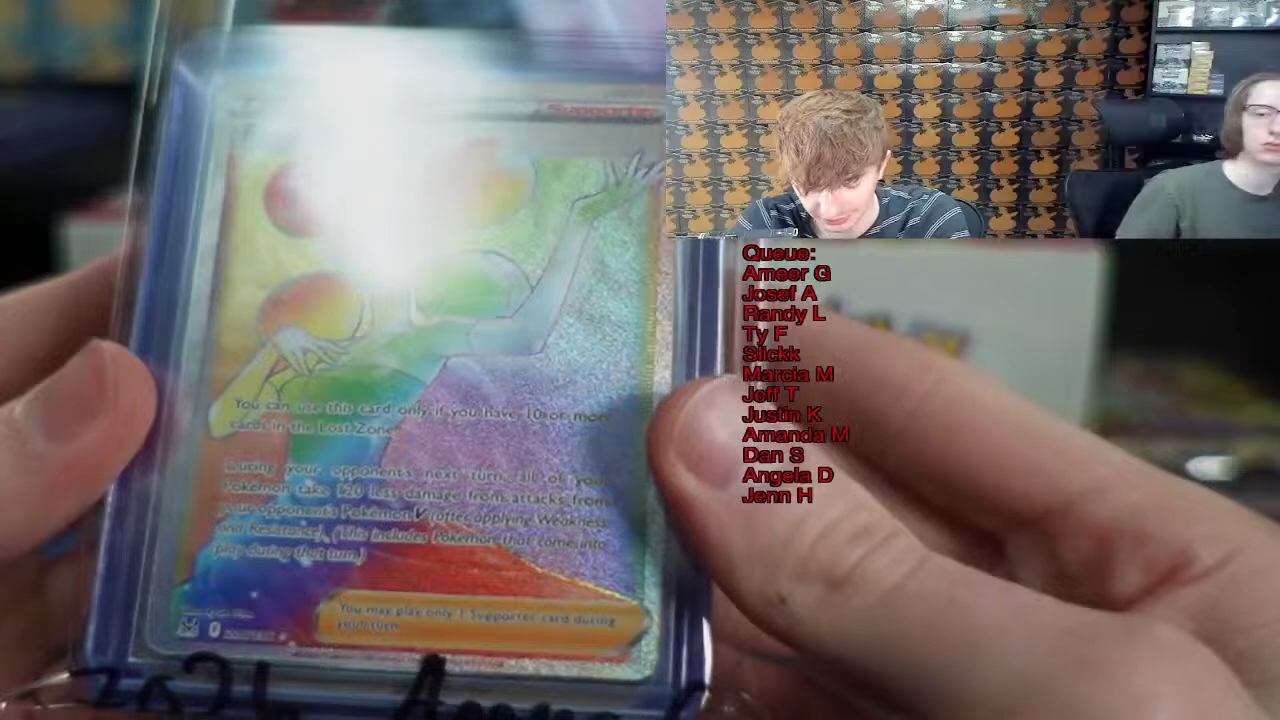 Supporter
You can use this card only if you have 10 or more
cards in the Lost Zone.
During your opponent's next turn, all of your
Pokémon take 120 less damage from attacks from
your opponent's Pokémon V (after applying Weakness
and Resistance). (This includes Pokémon that come into
play during that turn.)
You may play only 1 Supporter card during
your turn.
Queue:
Ameer G
Josef A
Randy L
Ty F
Slickk
Marcia M
Jeff T
Justin K
Amanda M
Dan S
Angela D
Jenn H